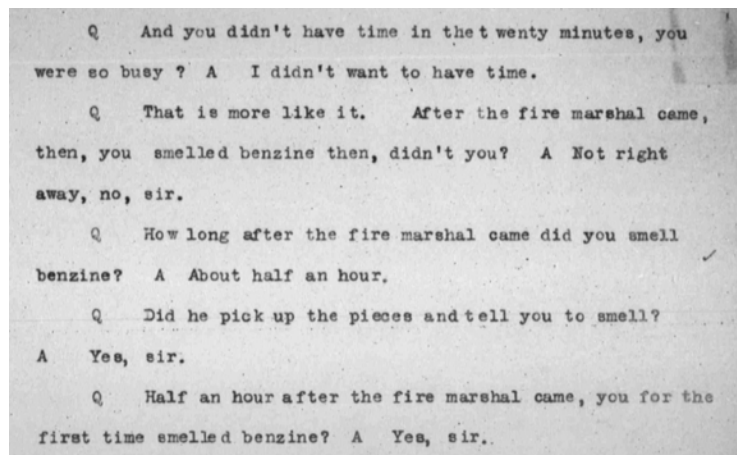 Q And you didn't have time in the t wenty minutes, you
were so busy ? A I didn't want to have time.
Q That is more like it. After the fire marshal came,
then, you smelled benzine then, didn't you? A Not right
away, no, sir.
Q How long after the fire marshal came did you smell
benzine? A About half an hour.
Q Did he pick up the pieces and tell you to smell?
A Yes, sir.
Q Half an hour after the fire marshal came, you for the
first time smelled benzine? A Yes, sir.